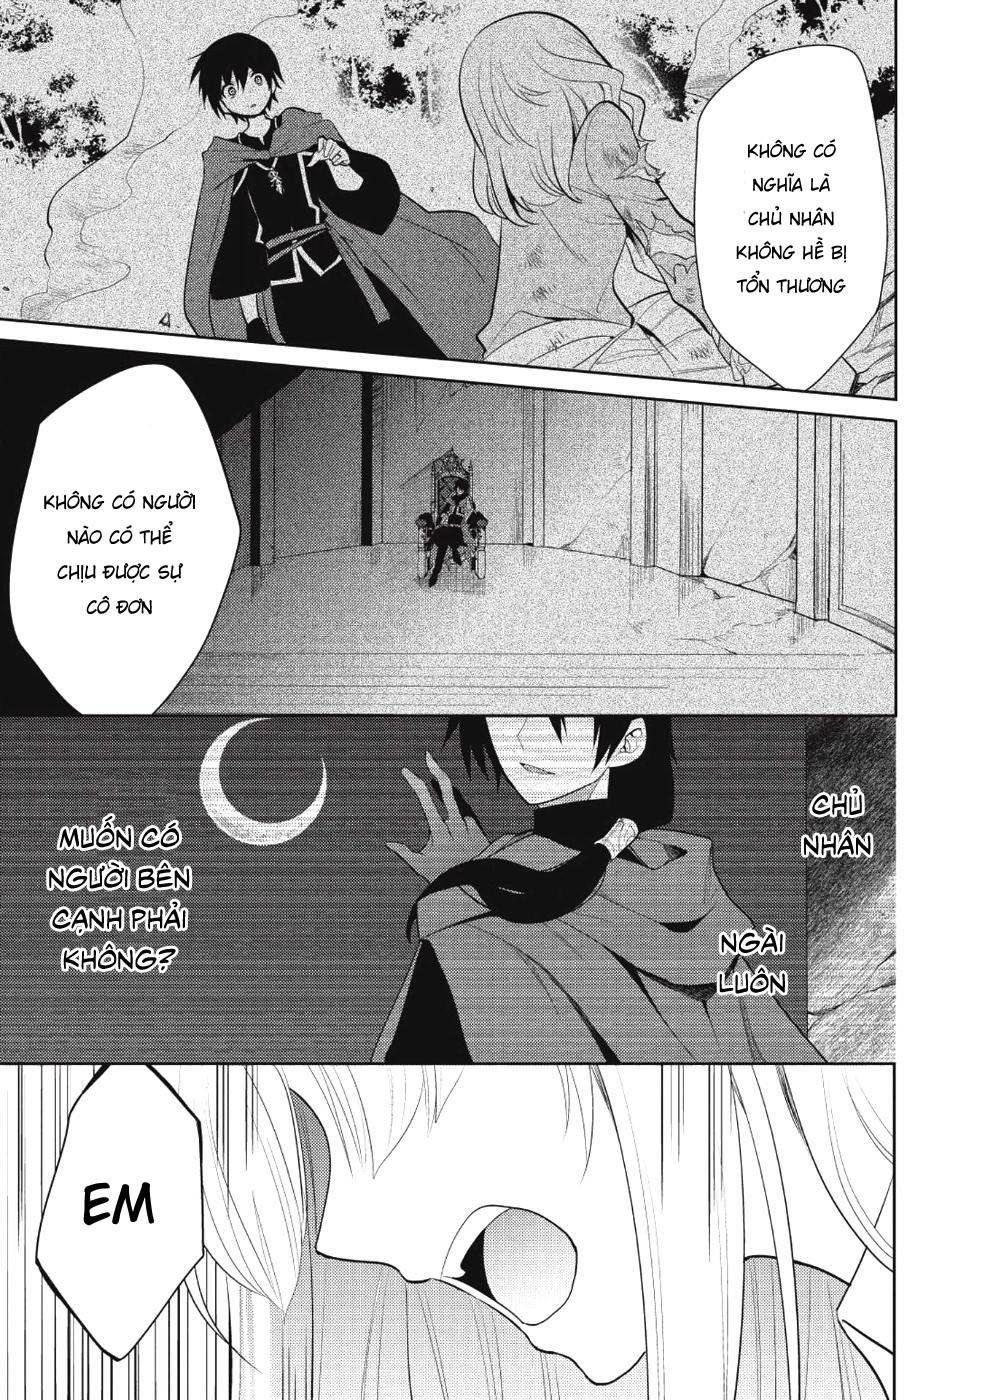 KHÔNG CÓ
NGHĨA LÀ
CHỦ NHÂN
KHÔNG HỀ BỊ
TỔN THƯƠNG
KHÔNG CÓ NGƯỜI
NÀO CÓ THỂ
CHỊU ĐƯỢC SỰ
CÔ ĐƠN
CHỦ
NHÂN
NGÀI
LUÔN
MUỐN CÓ
NGƯỜI BÊN
CẠNH PHẢI
KHÔNG?
EM